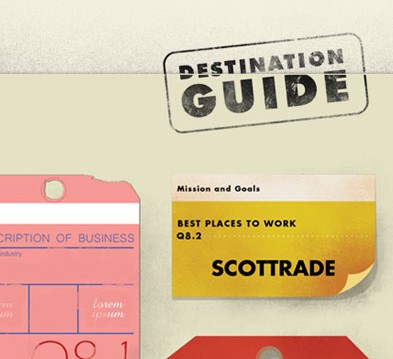 DESTINATION
GUIDE
Mission and Goals
BEST PLACES TO WORK
Q8.2
SCOTTRADE
CRIPTION OF BUSINESS
industry
lorem
ipsum
Q8.1